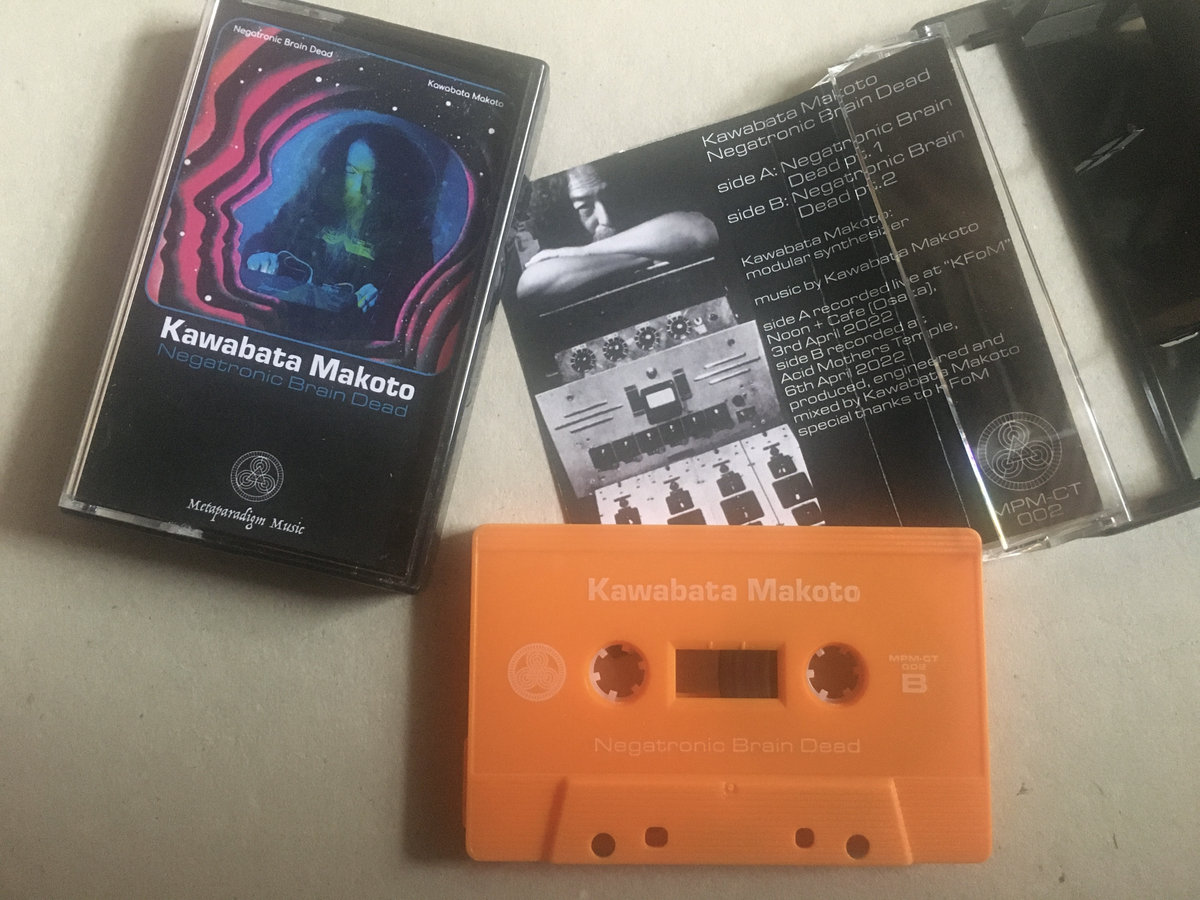 Negatronic Brain Dead
Kawabata Makoto
Kawabata Makoto
Negatronic Brain Dead
Metaparadigm Music
Kawabata Makoto
Negatronic Brain Dead
side A: Negatronic Brain
Dead pt.1
side B: Negatronic Brain
Dead pt.2
Kawabata Makoto:
modular synthesizer
music by Kawabata Makoto
side A recorded live at "KFoM"
Noon + Cafe (Osaka),
3rd April 2022
side B recorded at
Acid Mothers Temple,
6th April 2022
produced, engineered and
mixed by Kawabata Makoto
special thanks to KFoM
MPM-CT
002
Kawabata Makoto
MPM-CT
002
B
Negatronic Brain Dead